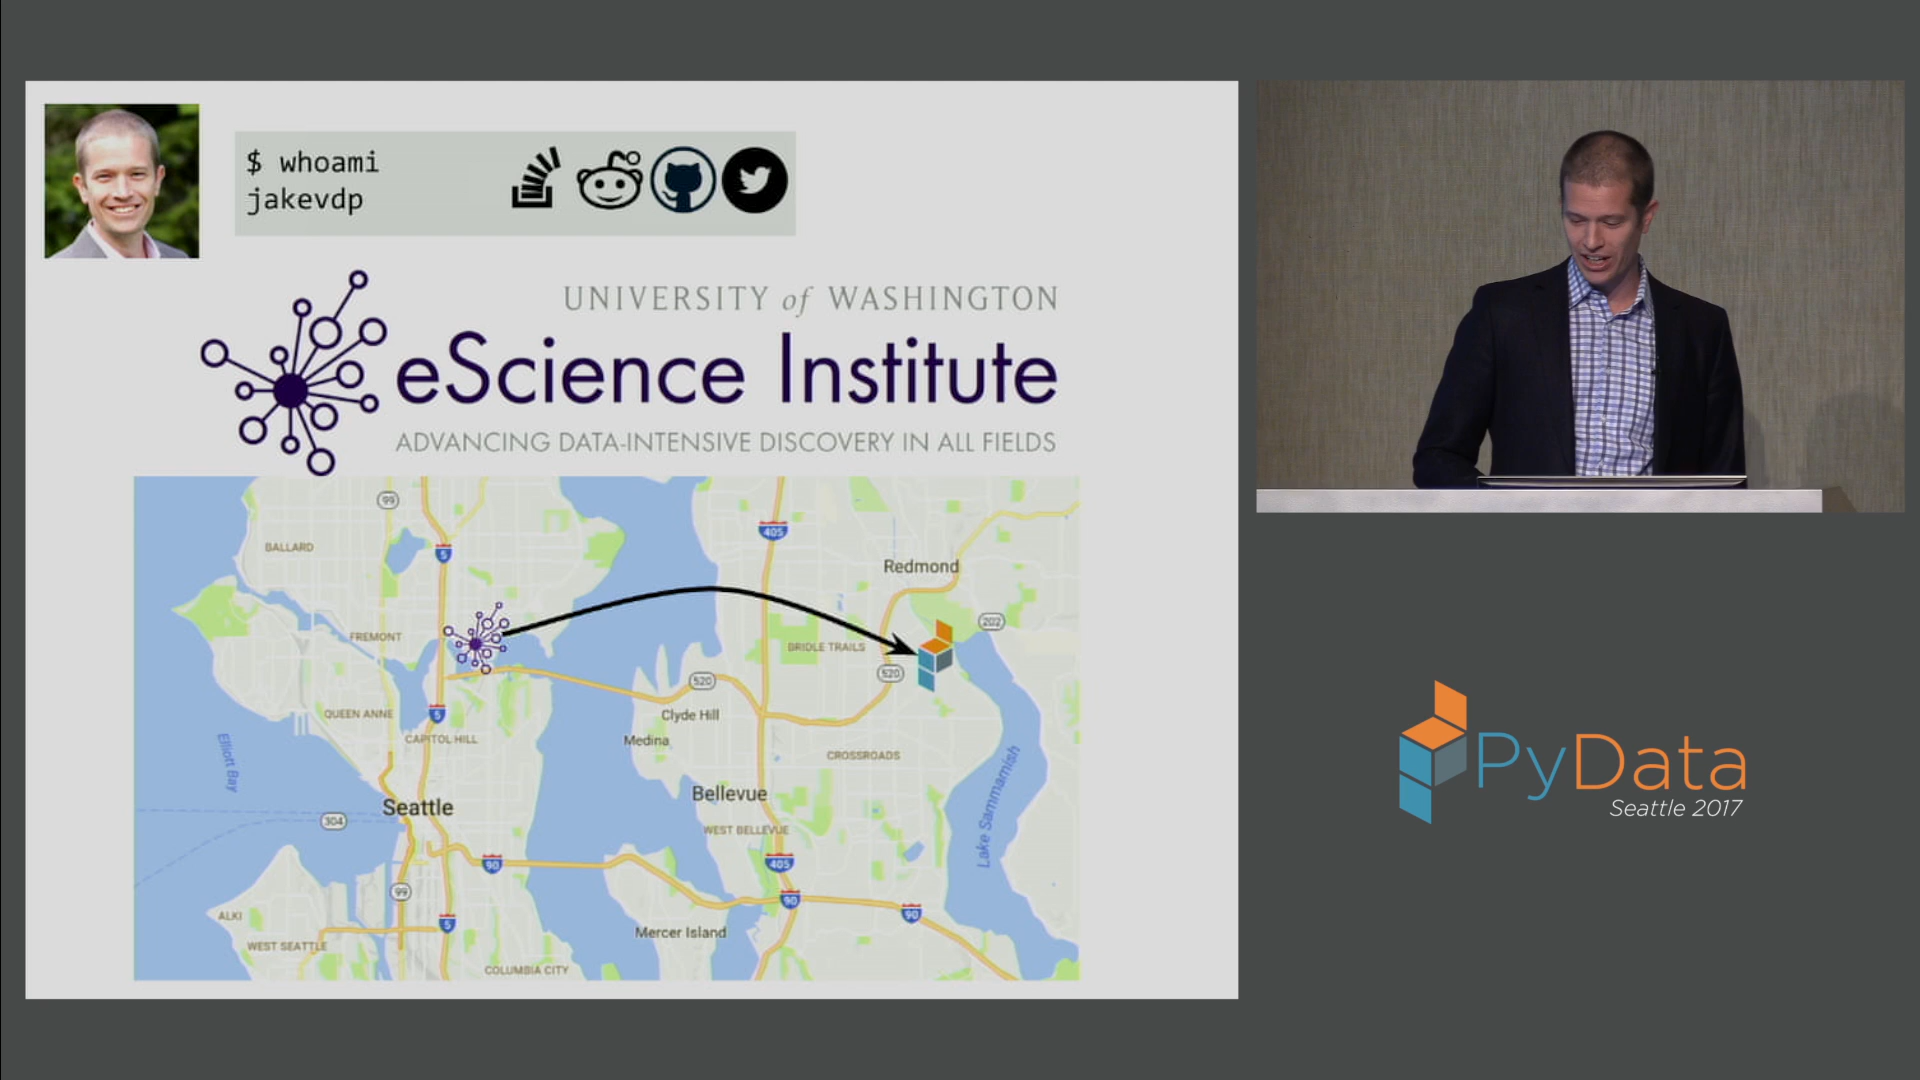 $ whoami
jakevdp
UNIVERSITY of WASHINGTON
eScience Institute
ADVANCING DATA-INTENSIVE DISCOVERY IN ALL FIELDS
99
BALLARD
5
405
Redmond
202
FREMONT
BRIDLE TRAILS
520
520
QUEEN ANNE
5
Clyde Hill
CAPITOL HILL
Medina
CROSSROADS
Elliott Bay
Lake Sammamish
Seattle
Bellevue
304
WEST BELLEVUE
90
405
99
90
90
ALKI
5
WEST SEATTLE
Mercer Island
COLUMBIA CITY
PyData
Seattle 2017